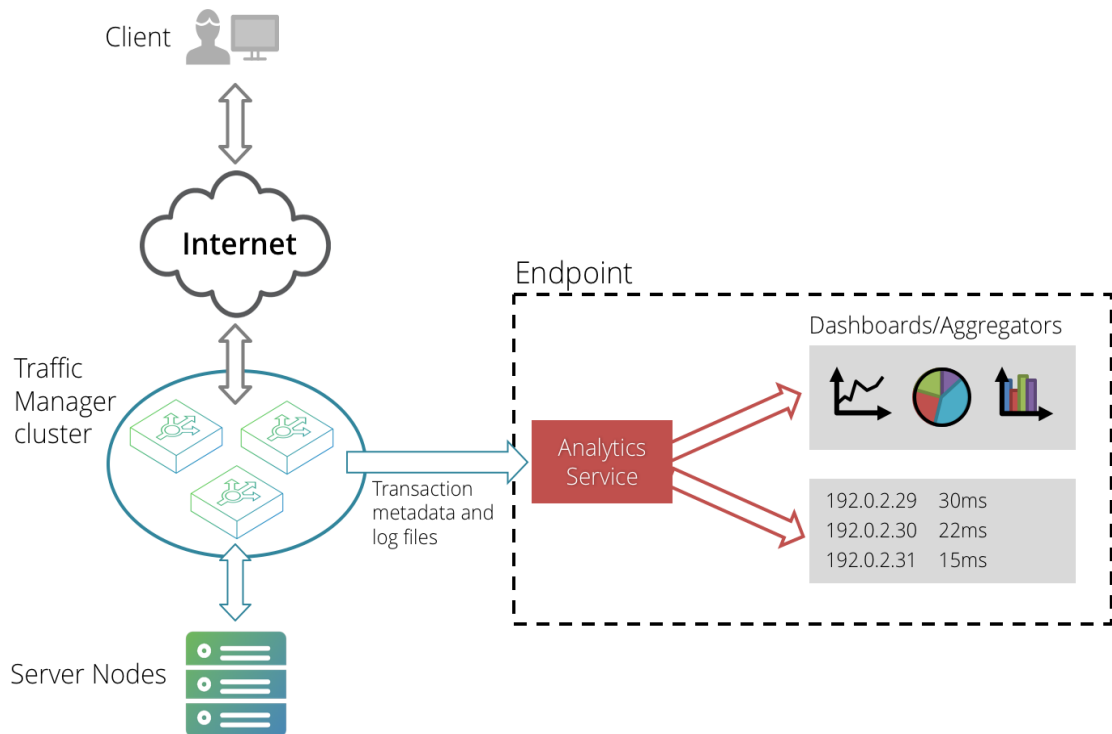 Client
Internet
Endpoint
Dashboards/Aggregators
Traffic
Manager
cluster
Analytics
Service
Transaction
metadata and
log files
192.0.2.29 30ms
192.0.2.30 22ms
192.0.2.31 15ms
Server Nodes